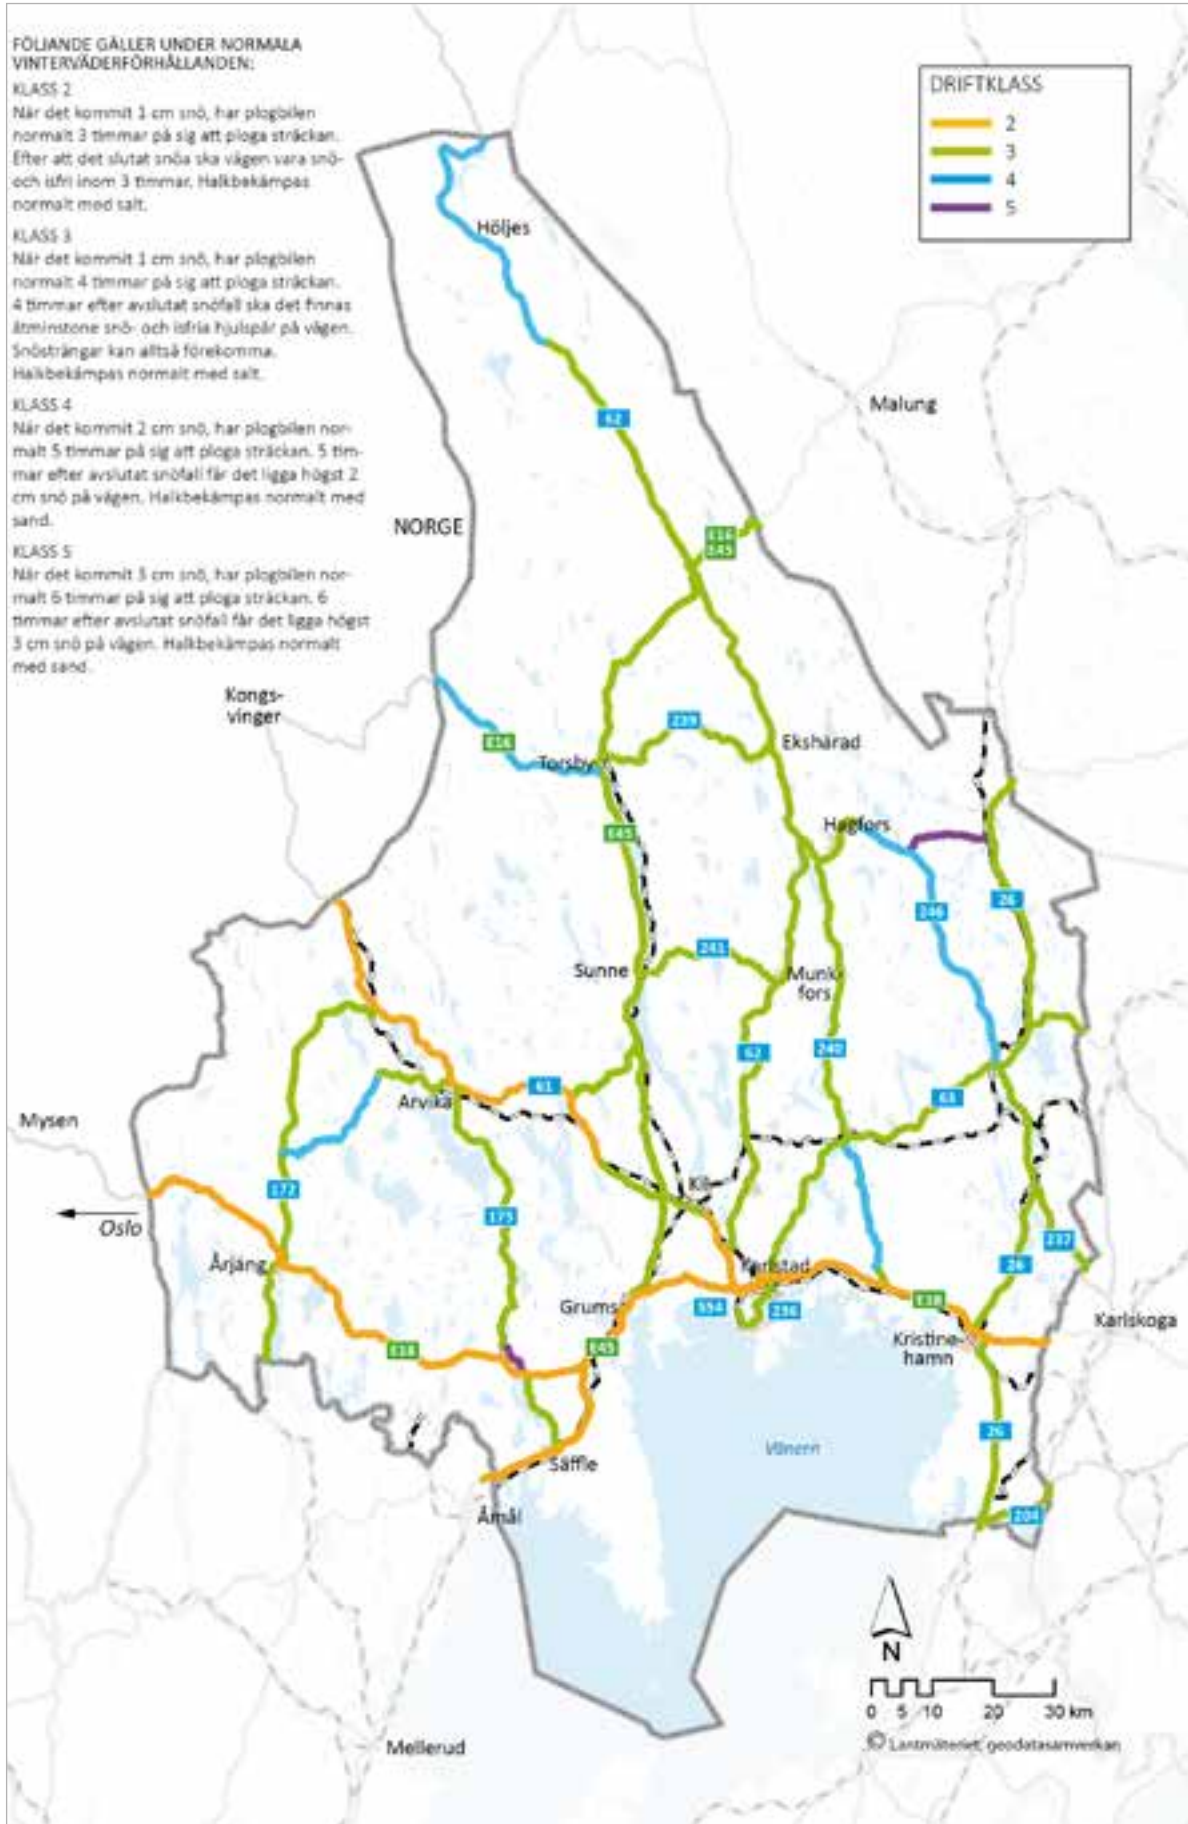 FÖLJANDE GÄLLER UNDER NORMALA
VINTERVÄDERFÖRHÅLLANDEN:
KLASS 2
När det kommit 1 cm snö, har plogbilen
normalt 3 timmar på sig att ploga sträckan.
Efter att det slutat snöa ska vägen vara snö-
och isfri inom 3 timmar. Halkbekämpas
normalt med salt.
KLASS 3
När det kommit 1 cm snö, har plogbilen
normalt 4 timmar på sig att ploga sträckan.
4 timmar efter avslutat snöfall ska det finnas
åtminstone snö- och isfria hjulspår på vägen.
Snösträngar kan alltså förekomma.
Halkbekämpas normalt med salt.
KLASS 4
När det kommit 2 cm snö, har plogbilen nor-
malt 5 timmar på sig att ploga sträckan. 5 tim-
mar efter avslutat snöfall får det ligga högst 2
cm snö på vägen. Halkbekämpas normalt med
sand.
KLASS 5
När det kommit 3 cm snö, har plogbilen nor-
malt 6 timmar på sig att ploga sträckan. 6
timmar efter avslutat snöfall får det ligga högst
3 cm snö på vägen. Halkbekämpas normalt
med sand.
DRIFTKLASS
2
3
4
5
Höljes
62
Malung
NORGE
E16
E45
Kongs-
vinger
239
E16
Ekshärad
Torsby
E45
Hagfors
26
246
241
Sunne
Munk-
fors
62
240
61
63
Arvika
Mysen
Kil
172
175
Oslo
237
Årjäng
26
Karlstad
Grums
554
236
E18
Karlskoga
Kristine-
hamn
E18
E45
26
Vänern
Säffle
Åmål
204
N
0 5 10 20 30 km
Mellerud
© Lantmäteriet, geodatasamverkan